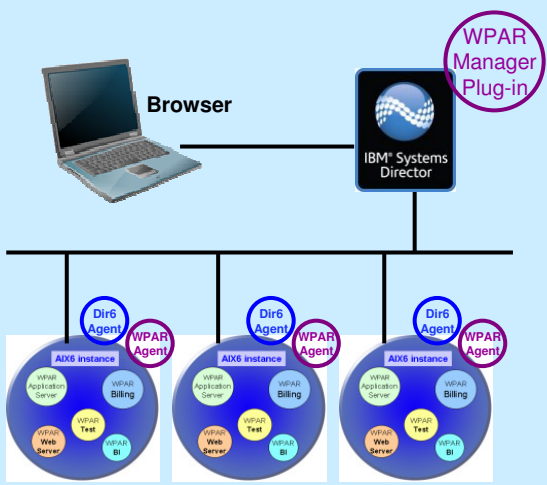 WPAR
Manager
Plug-in
Browser
IBM® Systems
Director
Dir6
Agent
WPAR
Agent
AIX6 instance
WPAR
Application
Server
WPAR
Billing
WPAR
Test
WPAR
Web
Server
WPAR
BI
Dir6
Agent
WPAR
Agent
AIX6 instance
WPAR
Application
Server
WPAR
Billing
WPAR
Test
WPAR
Web
Server
WPAR
BI
Dir6
Agent
WPAR
Agent
AIX6 instance
WPAR
Application
Server
WPAR
Billing
WPAR
Test
WPAR
Web
Server
WPAR
BI